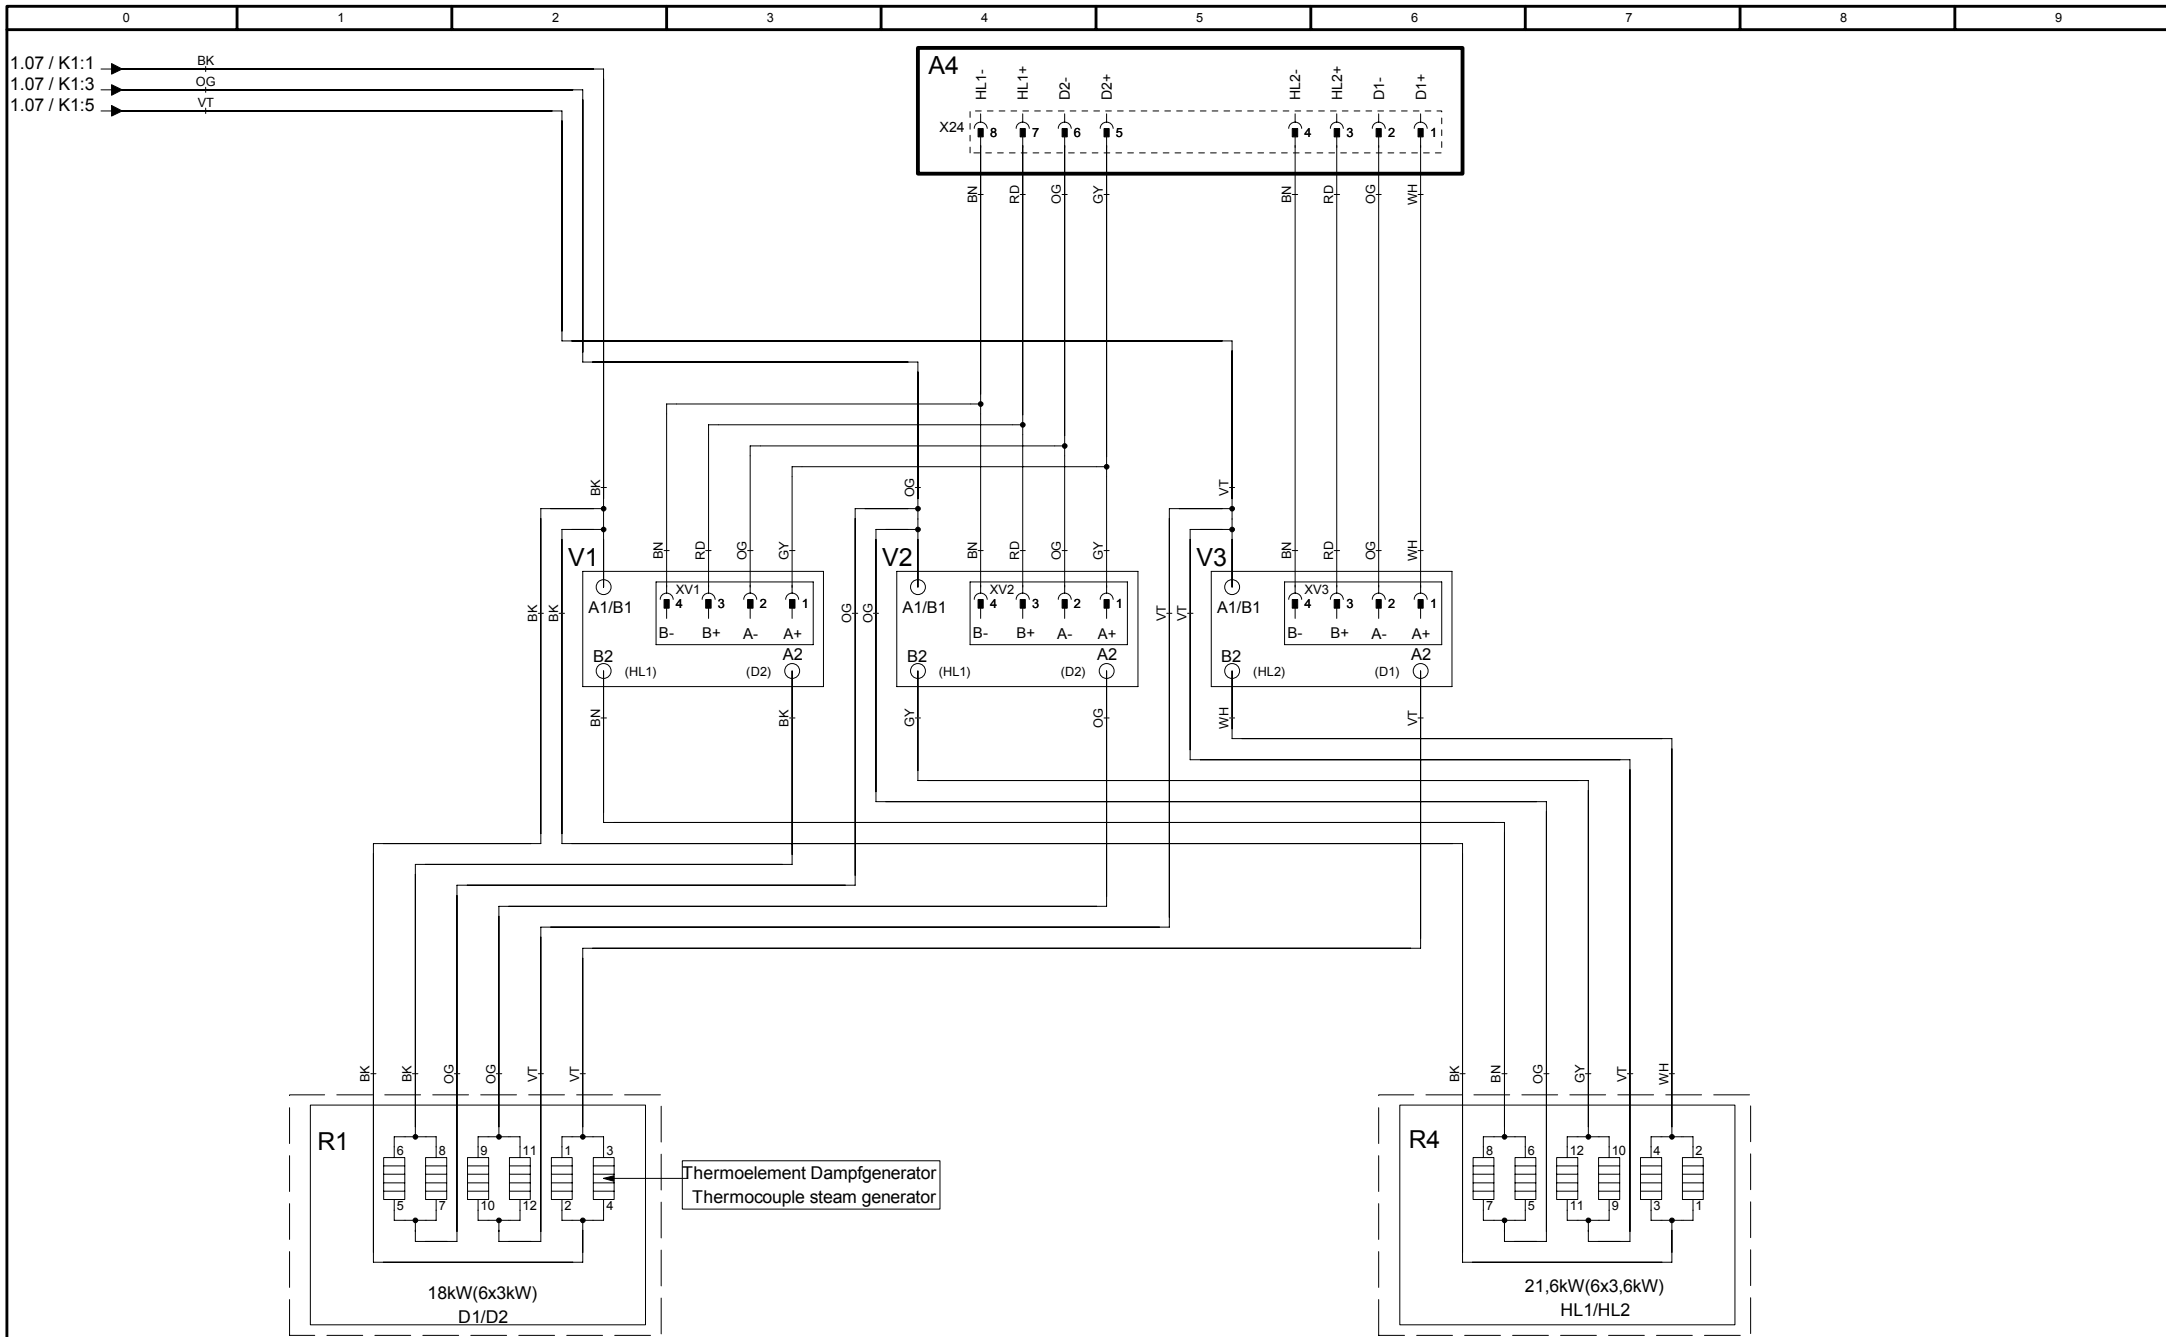 0 1 2 3 4 5 6 7 8 9
1.07 / K1:1 BK
1.07 / K1:3 OG
1.07 / K1:5 VT
A4
HL1- HL1+ D2- D2+ HL2- HL2+ D1- D1+
X24 8 7 6 5 4 3 2 1
BN RD OG GY BN RD OG WH
BK OG VT
V1 BN RD OG GY V2 BN RD OG GY V3 BN RD OG WH
XV1 XV2 XV3
BK BK A1/B1 4 3 2 1 OG OG A1/B1 4 3 2 1 VT VT A1/B1 4 3 2 1
B- B+ A- A+ B- B+ A- A+ B- B+ A- A+
B2 (HL1) (D2) A2 B2 (HL1) (D2) A2 B2 (HL2) (D1) A2
BN BK GY OG WH VT
BK BK OG OG VT VT BK BN OG GY VT WH
R1 R4
6 8 9 11 1 3 8 6 12 10 4 2
Thermoelement Dampfgenerator
Thermocouple steam generator
5 7 10 12 2 4 7 5 11 9 3 1
18kW(6x3kW) 21,6kW(6x3,6kW)
D1/D2 HL1/HL2